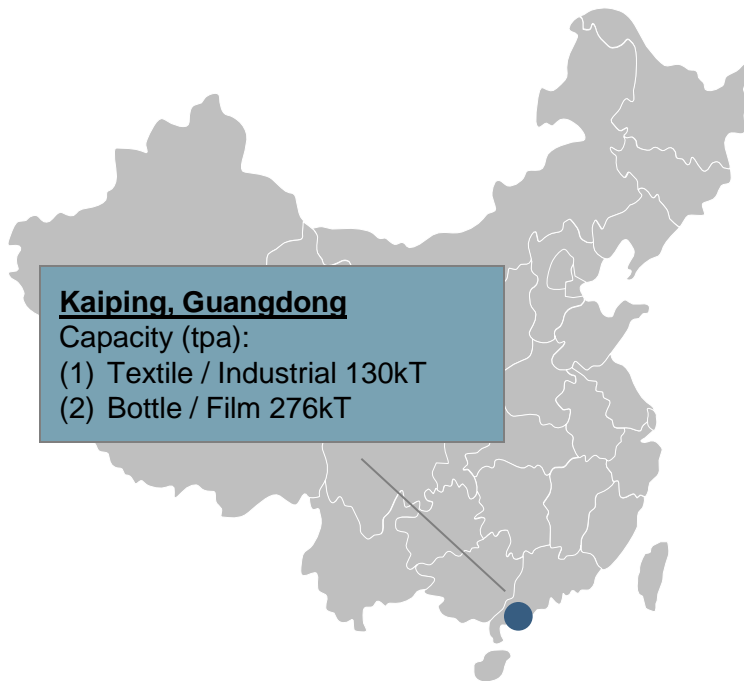 Kaiping, Guangdong
Capacity (tpa):
(1) Textile / Industrial 130kT
(2) Bottle / Film 276kT